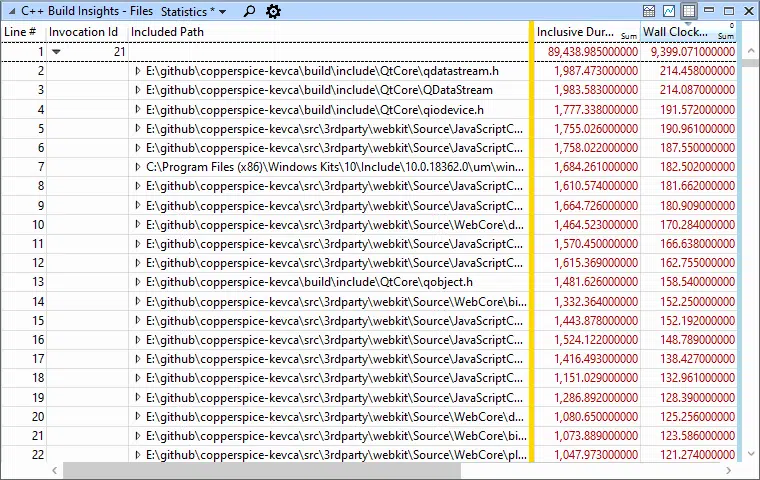 C++ Build Insights - Files Statistics *
Line # Invocation Id Included Path Inclusive Dur... Sum Wall Clock... 0 Sum
1 21 89,438.985000000 9,399.071000000
2 E:\github\copperspice-kevca\build\include\QtCore\qdatastream.h 1,987.473000000 214.458000000
3 E:\github\copperspice-kevca\build\include\QtCore\QDataStream 1,983.583000000 214.087000000
4 E:\github\copperspice-kevca\build\include\QtCore\qiodevice.h 1,777.338000000 191.572000000
5 E:\github\copperspice-kevca\src\3rdparty\webkit\Source\JavaScriptC... 1,755.026000000 190.961000000
6 E:\github\copperspice-kevca\src\3rdparty\webkit\Source\JavaScriptC... 1,758.022000000 187.550000000
7 C:\Program Files (x86)\Windows Kits\10\Include\10.0.18362.0\um\win... 1,684.261000000 182.502000000
8 E:\github\copperspice-kevca\src\3rdparty\webkit\Source\JavaScriptC... 1,610.574000000 181.662000000
9 E:\github\copperspice-kevca\src\3rdparty\webkit\Source\JavaScriptC... 1,664.726000000 180.909000000
10 E:\github\copperspice-kevca\src\3rdparty\webkit\Source\WebCore\d... 1,464.523000000 170.284000000
11 E:\github\copperspice-kevca\src\3rdparty\webkit\Source\JavaScriptC... 1,570.450000000 166.638000000
12 E:\github\copperspice-kevca\src\3rdparty\webkit\Source\JavaScriptC... 1,615.369000000 162.755000000
13 E:\github\copperspice-kevca\build\include\QtCore\qobject.h 1,481.626000000 158.540000000
14 E:\github\copperspice-kevca\src\3rdparty\webkit\Source\WebCore\bi... 1,332.364000000 152.250000000
15 E:\github\copperspice-kevca\src\3rdparty\webkit\Source\JavaScriptC... 1,443.878000000 152.192000000
16 E:\github\copperspice-kevca\src\3rdparty\webkit\Source\JavaScriptC... 1,524.122000000 148.789000000
17 E:\github\copperspice-kevca\src\3rdparty\webkit\Source\JavaScriptC... 1,416.493000000 138.427000000
18 E:\github\copperspice-kevca\src\3rdparty\webkit\Source\JavaScriptC... 1,151.029000000 132.961000000
19 E:\github\copperspice-kevca\src\3rdparty\webkit\Source\JavaScriptC... 1,286.892000000 128.390000000
20 E:\github\copperspice-kevca\src\3rdparty\webkit\Source\WebCore\d... 1,080.650000000 125.256000000
21 E:\github\copperspice-kevca\src\3rdparty\webkit\Source\WebCore\bi... 1,073.889000000 123.586000000
22 E:\github\copperspice-kevca\src\3rdparty\webkit\Source\WebCore\pl... 1,047.973000000 121.274000000